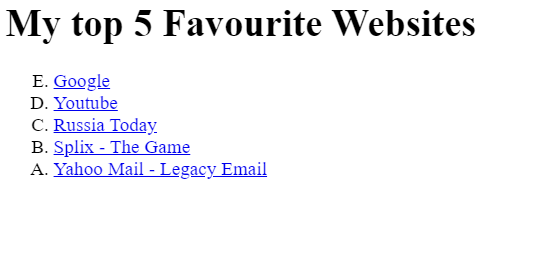 My top 5 Favourite Websites
E. Google
D. Youtube
C. Russia Today
B. Splix - The Game
A. Yahoo Mail - Legacy Email